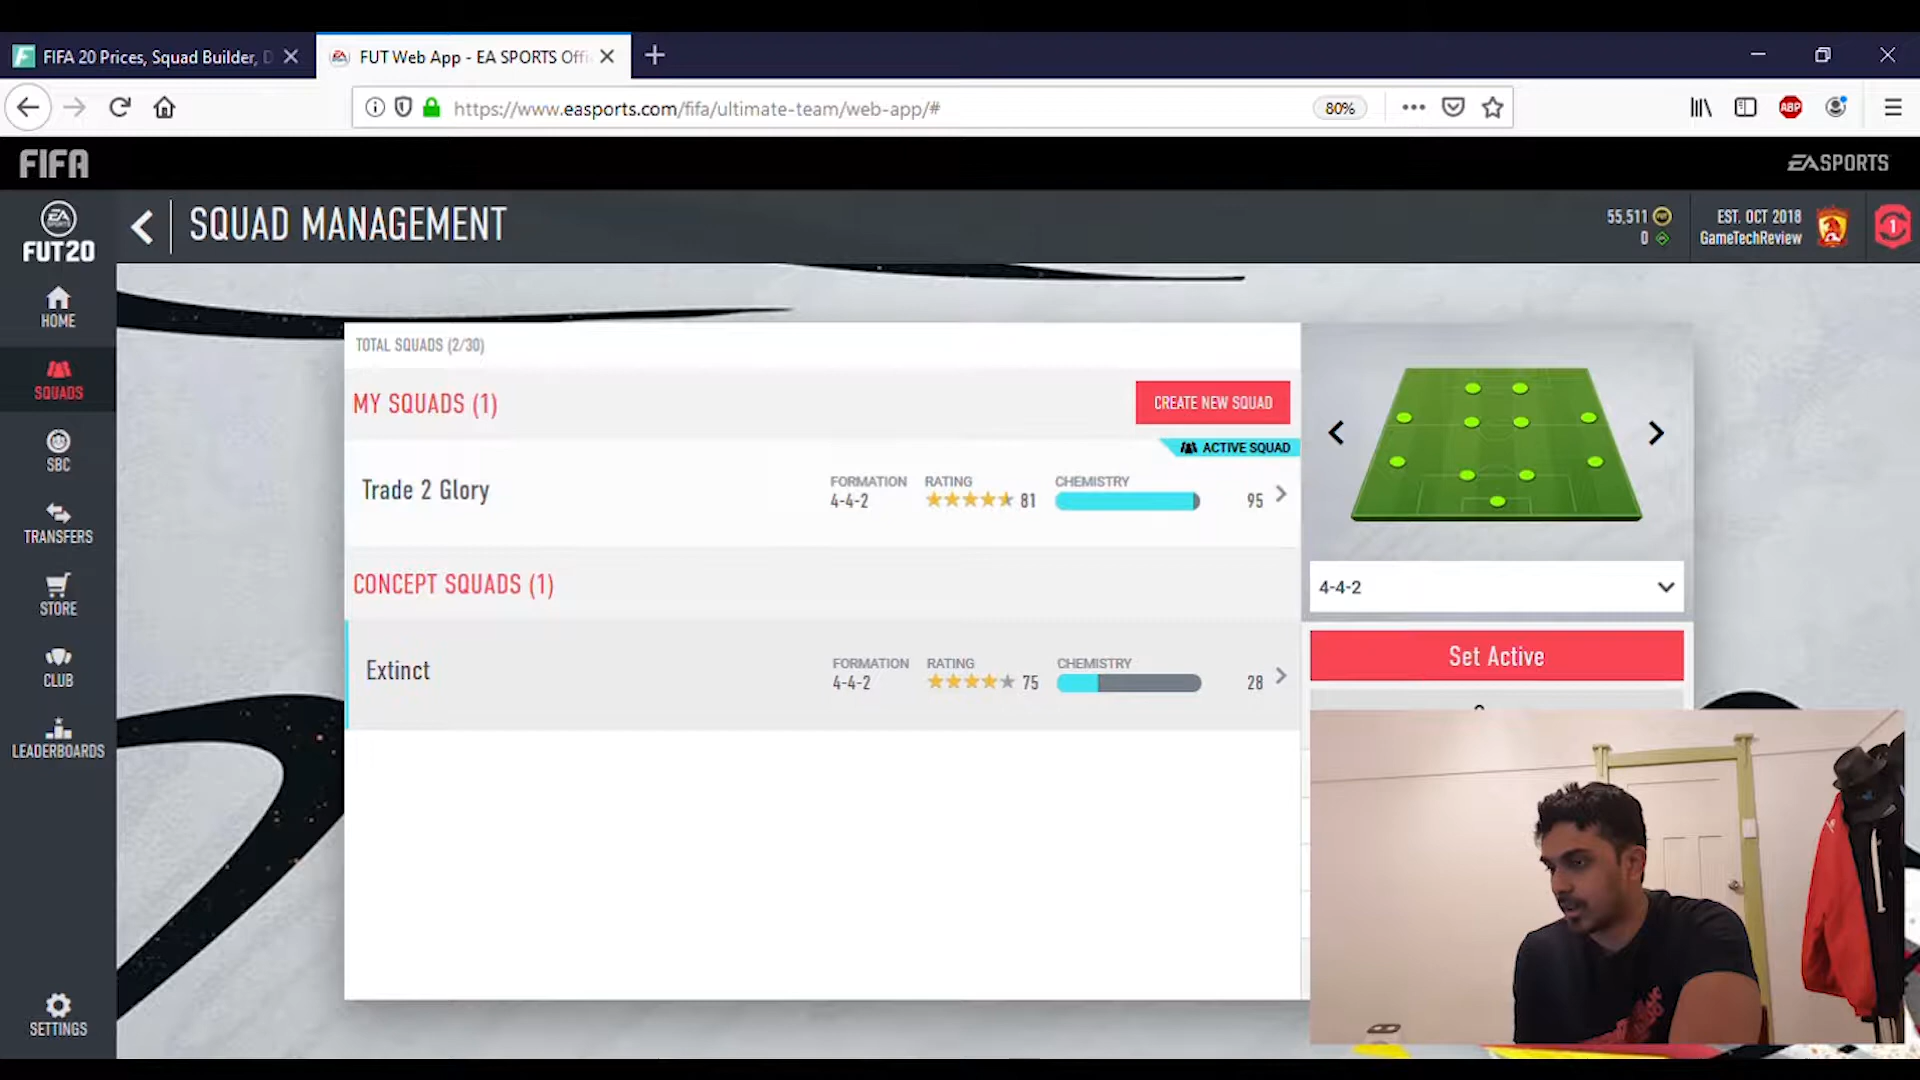 FIFA 20 Prices, Squad Builder, D
FUT Web App - EA SPORTS Offi
https://www.easports.com/fifa/ultimate-team/web-app/#
80%
ABP
FIFA
EA SPORTS
EA SPORTS
FUT20
SQUAD MANAGEMENT
55,511
0
EST. OCT 2018
GameTechReview
1
HOME
SQUADS
SBC
TRANSFERS
STORE
CLUB
LEADERBOARDS
SETTINGS
TOTAL SQUADS (2/30)
MY SQUADS (1)
CREATE NEW SQUAD
ACTIVE SQUAD
Trade 2 Glory
FORMATION
4-4-2
RATING
81
CHEMISTRY
95
CONCEPT SQUADS (1)
Extinct
FORMATION
4-4-2
RATING
75
CHEMISTRY
28
4-4-2
Set Active